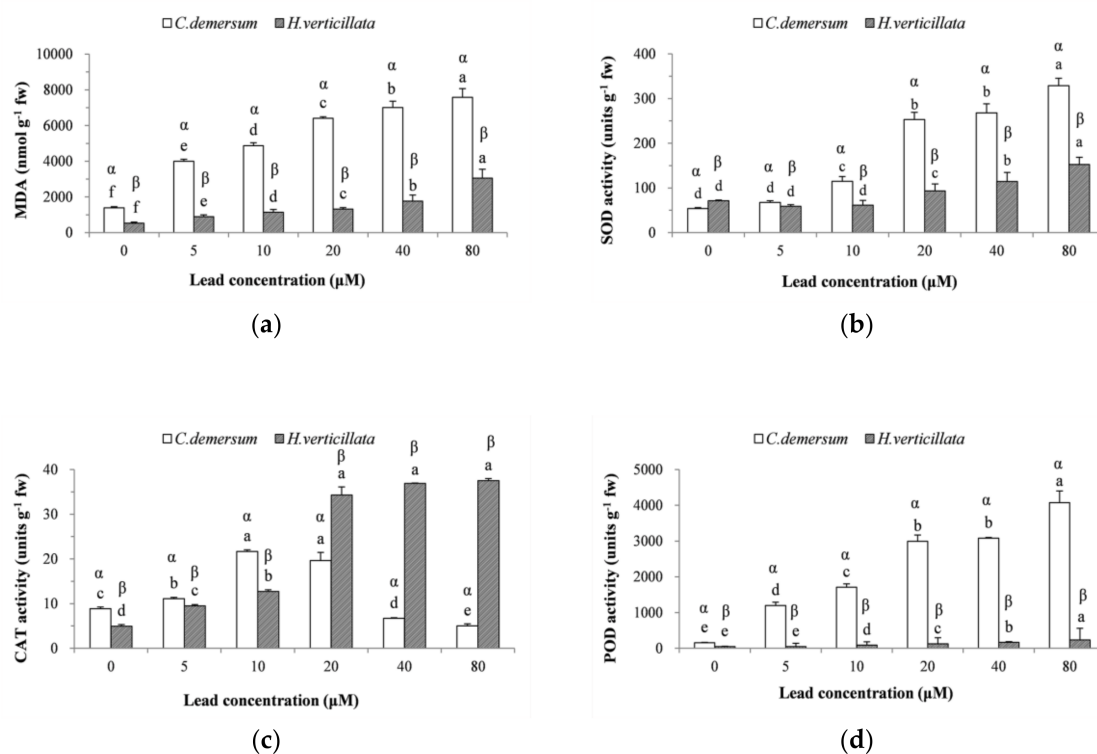 C.demersum H.verticillata
10000
8000
6000
4000
2000
0
MDA (nmol g⁻¹ fw)
α α α α α α
f e d c b a
β β β β β β
f e d c b a
0 5 10 20 40 80
Lead concentration (µM)
(a)
C.demersum H.verticillata
400
300
200
100
0
SOD activity (units g⁻¹ fw)
α α α α α α
d d c b b a
β β β β β β
d d d c b a
0 5 10 20 40 80
Lead concentration (µM)
(b)
C.demersum H.verticillata
40
30
20
10
0
CAT activity (units g⁻¹ fw)
α α α α α α
c b a a d e
β β β β β β
d c b a a a
0 5 10 20 40 80
Lead concentration (µM)
(c)
C.demersum H.verticillata
5000
4000
3000
2000
1000
0
POD activity (units g⁻¹ fw)
α α α α α α
e d c b b a
β β β β β β
e e d c b a
0 5 10 20 40 80
Lead concentration (µM)
(d)